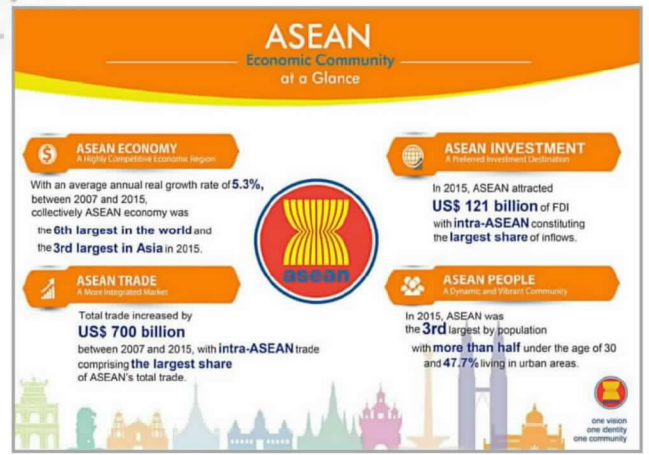 ASEAN
Economic Community
at a Glance
ASEAN ECONOMY
A Highly Competitive Economic Region
With an average annual real growth rate of 5.3%,
between 2007 and 2015,
collectively ASEAN economy was
the 6th largest in the world and
the 3rd largest in Asia in 2015.
ASEAN TRADE
A More Integrated Market
Total trade increased by
US$ 700 billion
between 2007 and 2015, with intra-ASEAN trade
comprising the largest share
of ASEAN's total trade.
asean
ASEAN INVESTMENT
A Preferred Investment Destination
In 2015, ASEAN attracted
US$ 121 billion of FDI
with intra-ASEAN constituting
the largest share of inflows.
ASEAN PEOPLE
A Dynamic and Vibrant Community
In 2015, ASEAN was
the 3rd largest by population
with more than half under the age of 30
and 47.7% living in urban areas.
one vision
one identity
one community